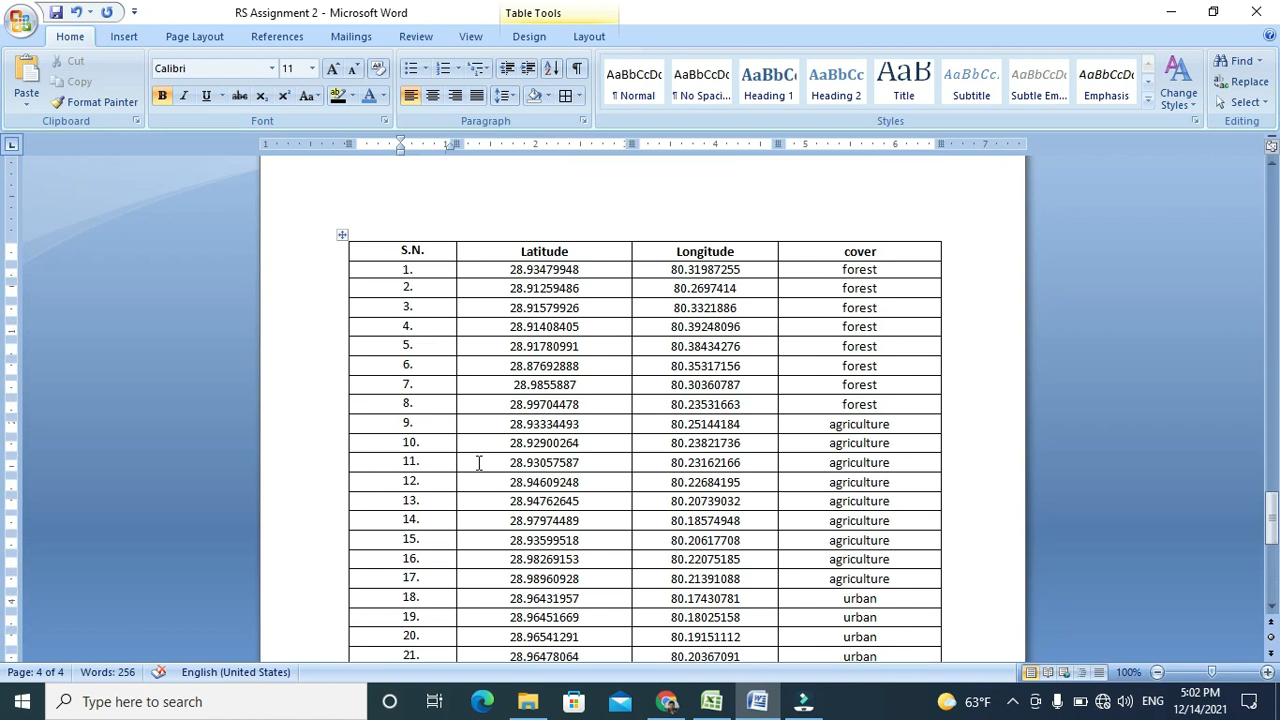 RS Assignment 2 - Microsoft Word
Table Tools
Home Insert Page Layout References Mailings Review View Design Layout
Paste
Cut
Copy
Format Painter
Clipboard
Calibri 11
Font
Paragraph
AaBbCcDc AaBbCcDc AaBbCc AaBbCc AaB AaBbCc. AaBbCcDc AaBbCcDc
¶ Normal ¶ No Spaci... Heading 1 Heading 2 Title Subtitle Subtle Em... Emphasis
Change Styles
Styles
Find
Replace
Select
Editing
1 1 2 3 4 5 6 7
S.N. Latitude Longitude cover
1. 28.93479948 80.31987255 forest
2. 28.91259486 80.2697414 forest
3. 28.91579926 80.3321886 forest
4. 28.91408405 80.39248096 forest
5. 28.91780991 80.38434276 forest
6. 28.87692888 80.35317156 forest
7. 28.9855887 80.30360787 forest
8. 28.99704478 80.23531663 forest
9. 28.93334493 80.25144184 agriculture
10. 28.92900264 80.23821736 agriculture
11. 28.93057587 80.23162166 agriculture
12. 28.94609248 80.22684195 agriculture
13. 28.94762645 80.20739032 agriculture
14. 28.97974489 80.18574948 agriculture
15. 28.93599518 80.20617708 agriculture
16. 28.98269153 80.22075185 agriculture
17. 28.98960928 80.21391088 agriculture
18. 28.96431957 80.17430781 urban
19. 28.96451669 80.18025158 urban
20. 28.96541291 80.19151112 urban
21. 28.96478064 80.20367091 urban
Page: 4 of 4 Words: 256 English (United States) 100%
Type here to search
63°F ENG
5:02 PM
12/14/2021